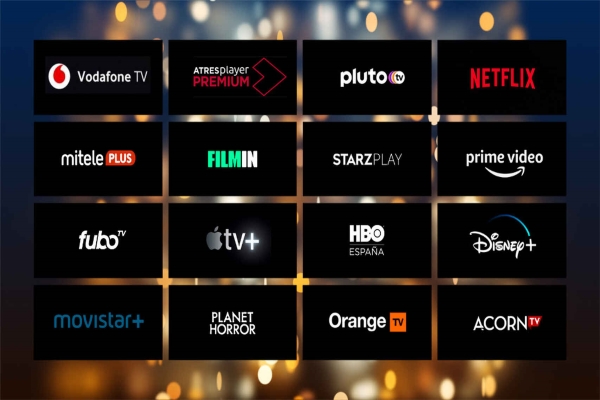 Vodafone TV
ATRESplayer
PREMIUM
pluto tv
NETFLIX
mitele PLUS
FILMIN
STARZPLAY
prime video
fubo TV
tv+
HBO
ESPAÑA
Disney+
movistar+
PLANET
HORROR
Orange TV
ACORN TV